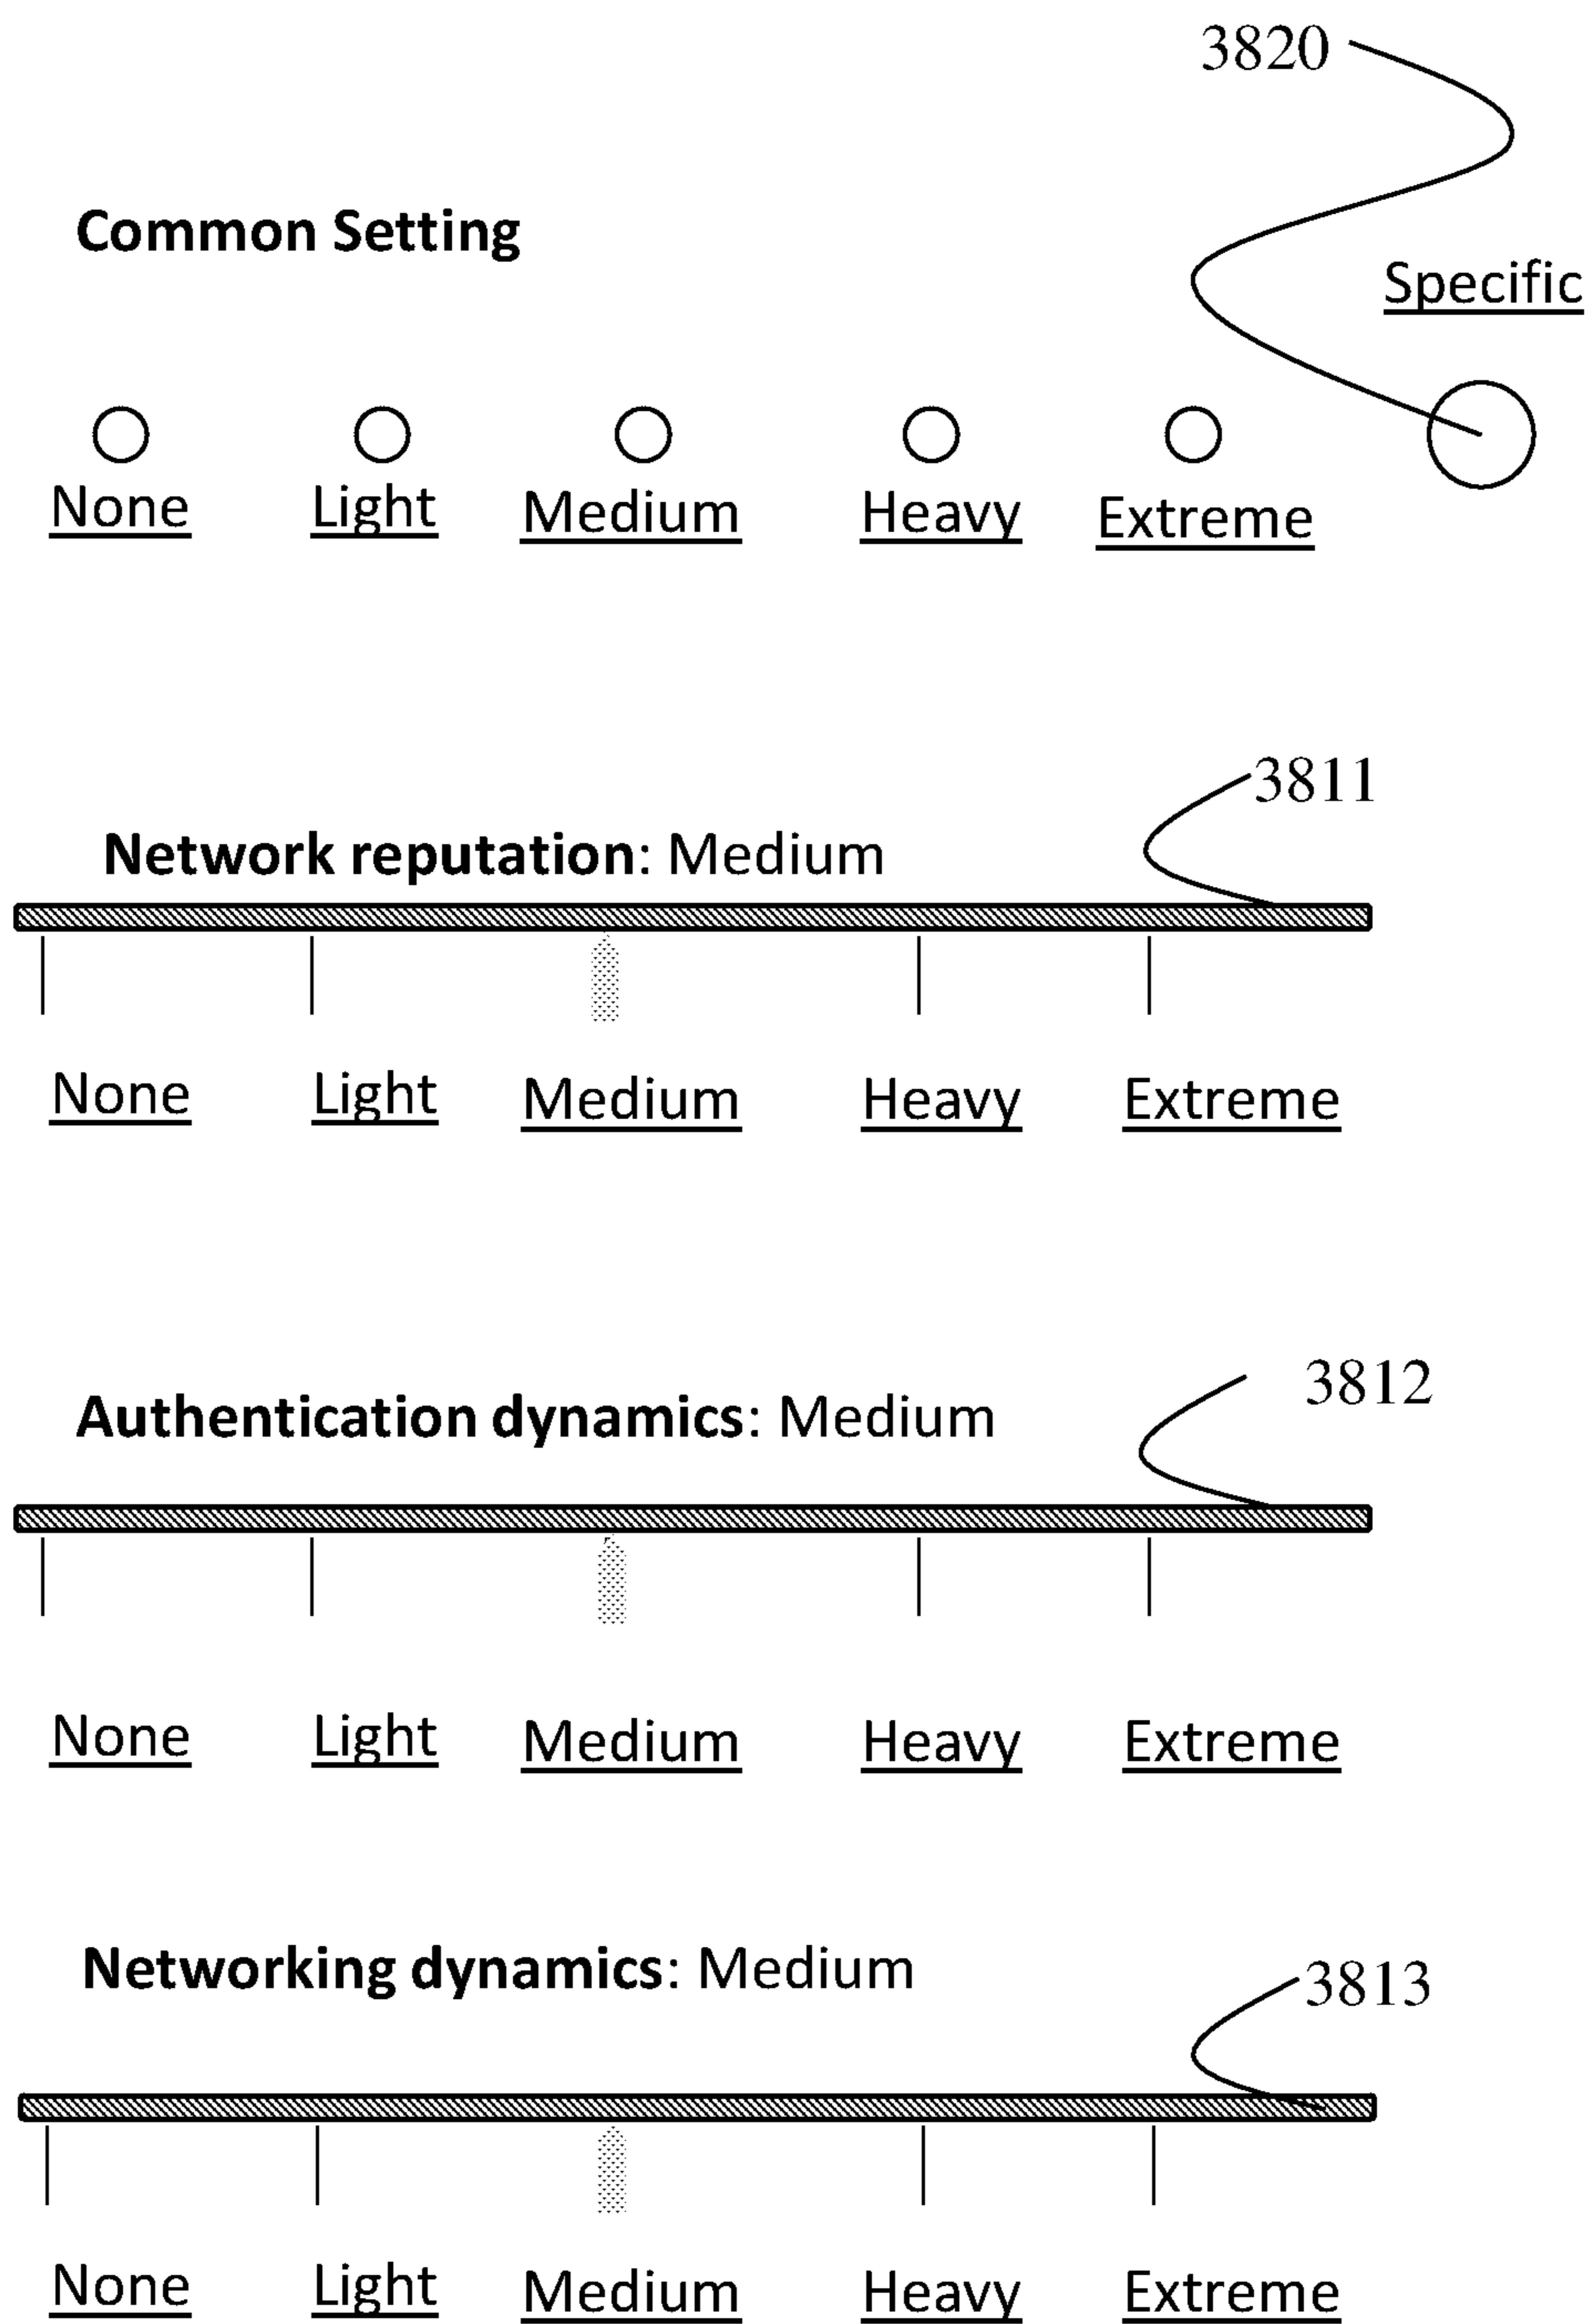 3820
Common Setting
Specific
None Light Medium Heavy Extreme
3811
Network reputation: Medium
None Light Medium Heavy Extreme
3812
Authentication dynamics: Medium
None Light Medium Heavy Extreme
3813
Networking dynamics: Medium
None Light Medium Heavy Extreme